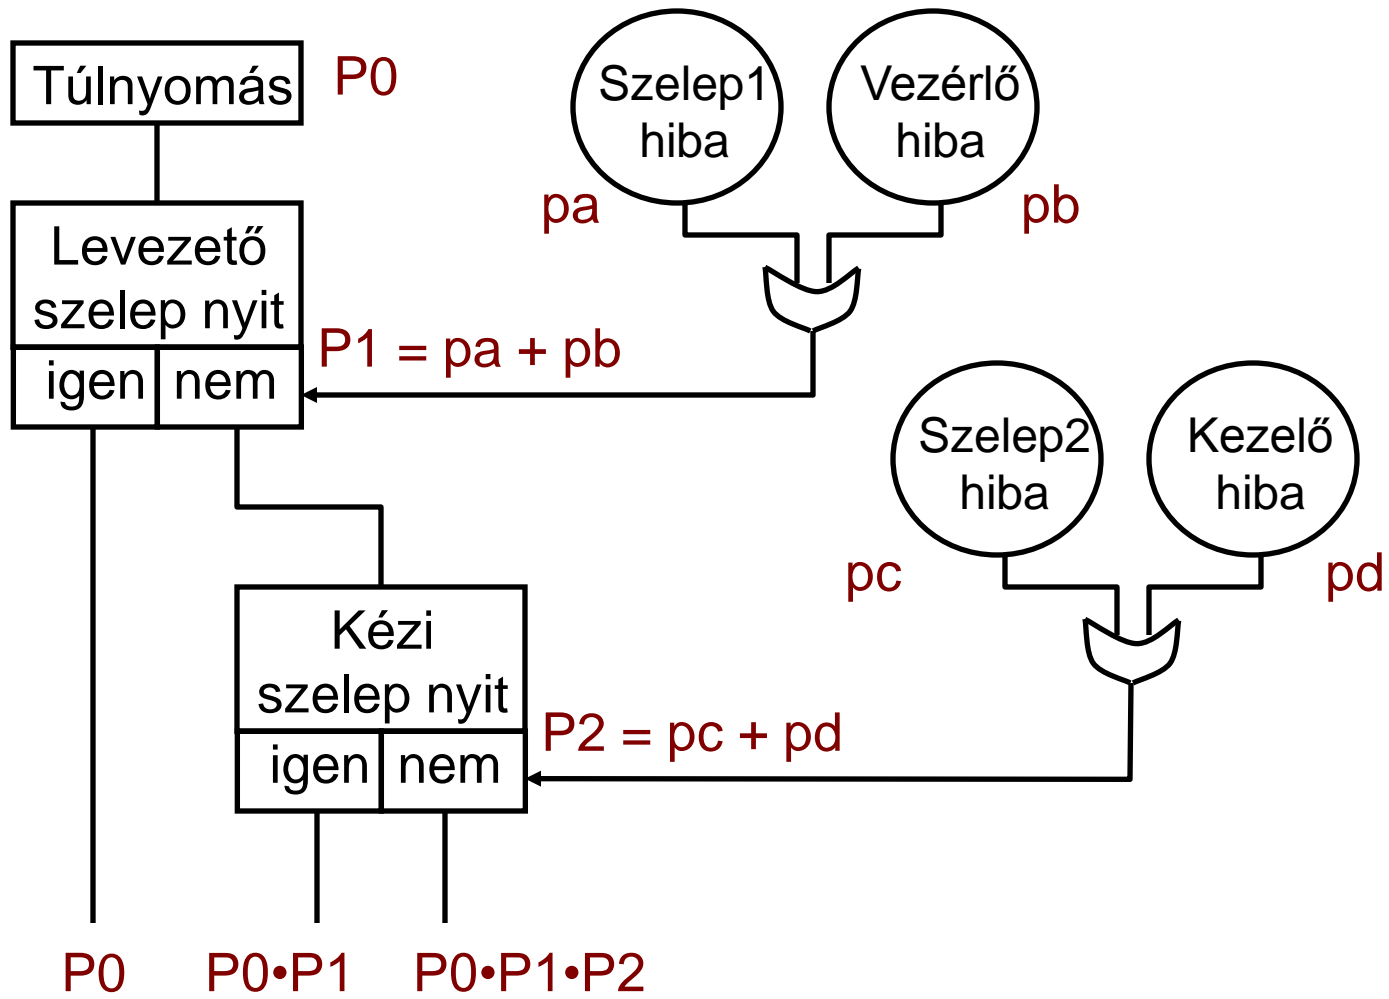 Túlnyomás
P0
Szelep1
hiba
Vezérlő
hiba
pa
pb
Levezető
szelep nyit
igen
nem
P1 = pa + pb
Szelep2
hiba
Kezelő
hiba
pc
pd
Kézi
szelep nyit
igen
nem
P2 = pc + pd
P0
P0•P1
P0•P1•P2